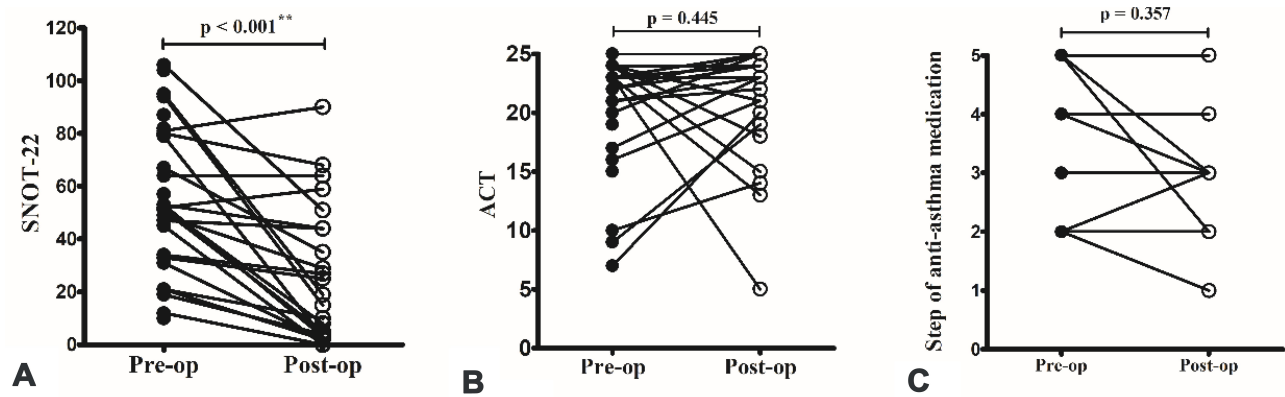 p < 0.001**
SNOT-22
120
100
80
60
40
20
0
Pre-op Post-op
A
p = 0.445
ACT
25
20
15
10
5
0
Pre-op Post-op
B
p = 0.357
Step of anti-asthma medication
5
4
3
2
1
0
Pre-op Post-op
C